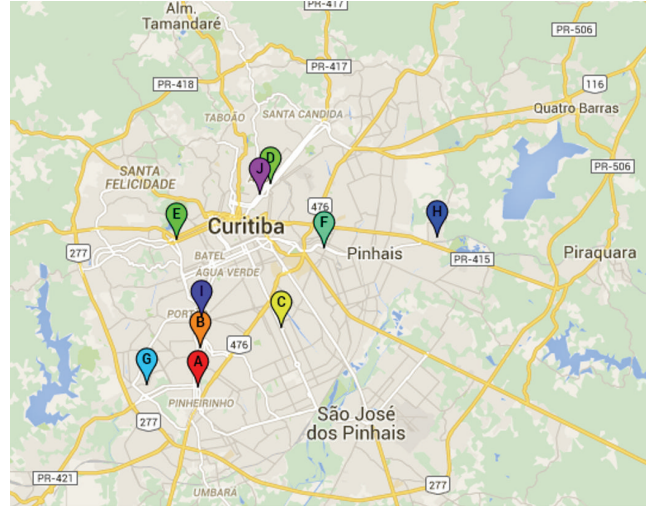 PR-417
Alm.
Tamandaré
PR-506
PR-417
PR-418
116
Quatro Barras
TABOÃO
SANTA CANDIDA
D
J
PR-506
SANTA
FELICIDADE
476
H
E
F
Curitiba
277
Pinhais
Piraquara
PR-415
BATEL
AGUA VERDE
I
C
PORT
B
476
G
A
PINHEIRINHO
277
São José
dos Pinhais
PR-421
277
UMBARÁ